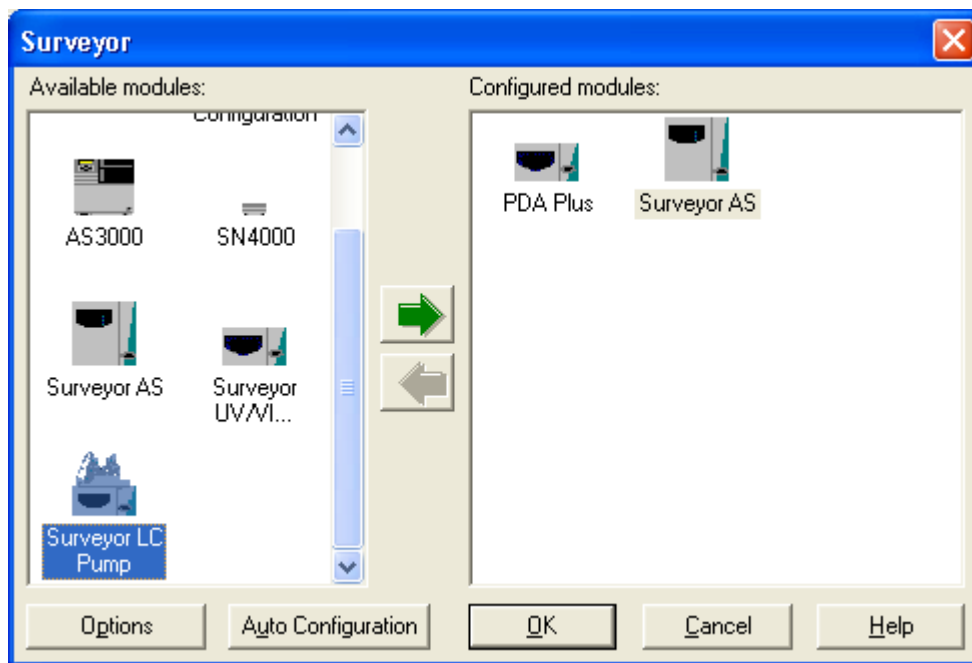 Surveyor
Available modules:
Configured modules:
Configuration
AS3000
SN4000
Surveyor AS
Surveyor
UV/VI...
Surveyor LC
Pump
PDA Plus
Surveyor AS
Options
Auto Configuration
OK
Cancel
Help